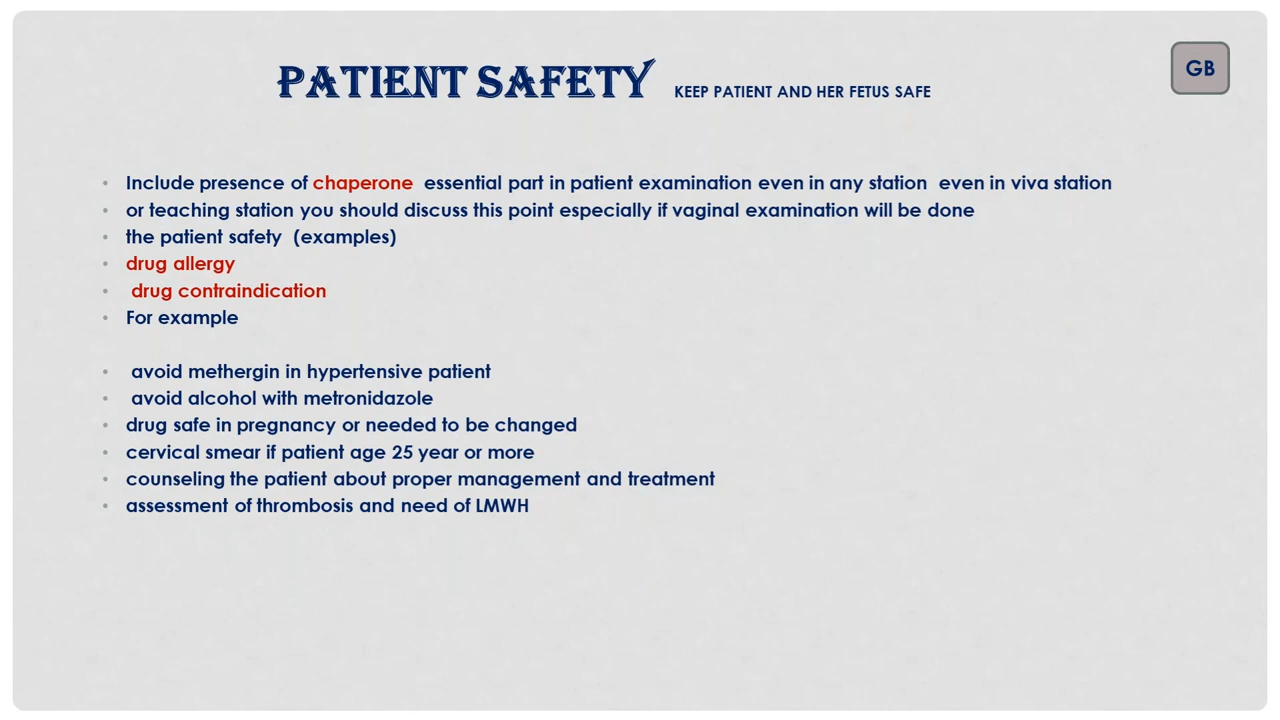 PATIENT SAFETY KEEP PATIENT AND HER FETUS SAFE
GB
• Include presence of chaperone essential part in patient examination even in any station even in viva station
• or teaching station you should discuss this point especially if vaginal examination will be done
• the patient safety (examples)
• drug allergy
• drug contraindication
• For example
• avoid methergin in hypertensive patient
• avoid alcohol with metronidazole
• drug safe in pregnancy or needed to be changed
• cervical smear if patient age 25 year or more
• counseling the patient about proper management and treatment
• assessment of thrombosis and need of LMWH